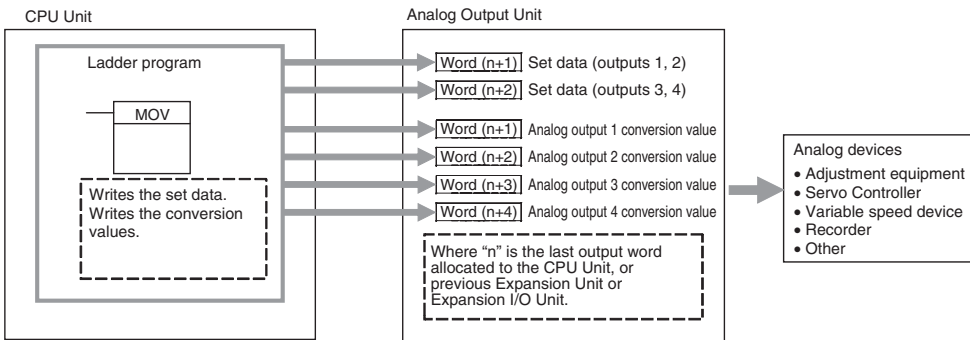 CPU Unit
Ladder program
MOV
Writes the set data.
Writes the conversion
values.
Analog Output Unit
Word (n+1) Set data (outputs 1, 2)
Word (n+2) Set data (outputs 3, 4)
Word (n+1) Analog output 1 conversion value
Word (n+2) Analog output 2 conversion value
Word (n+3) Analog output 3 conversion value
Word (n+4) Analog output 4 conversion value
Where “n” is the last output word
allocated to the CPU Unit, or
previous Expansion Unit or
Expansion I/O Unit.
Analog devices
• Adjustment equipment
• Servo Controller
• Variable speed device
• Recorder
• Other